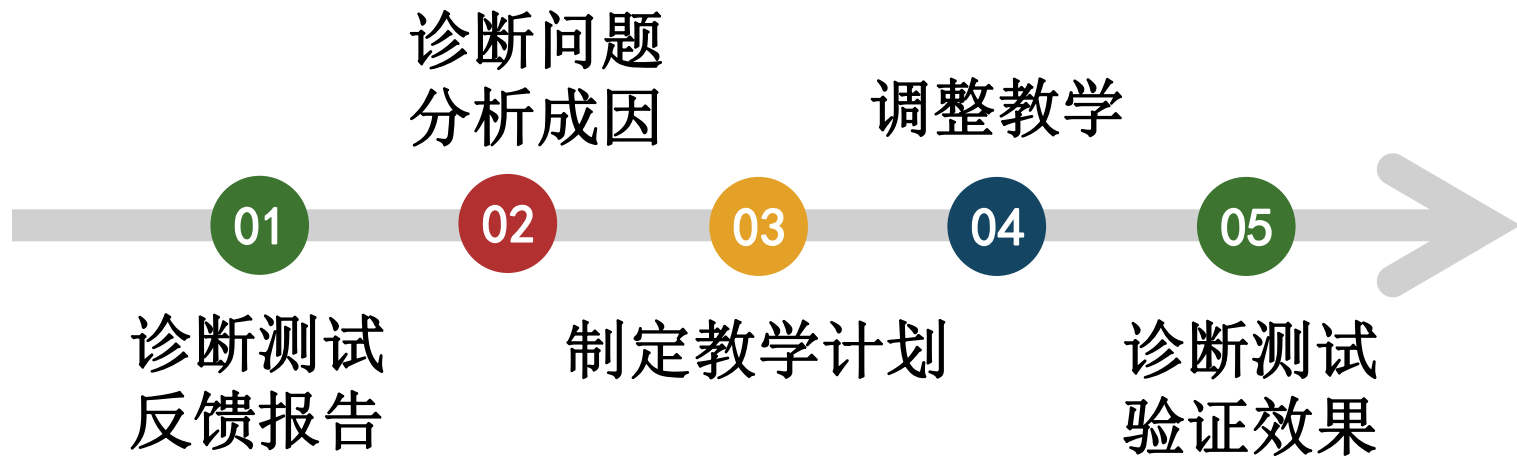 诊断问题
分析成因
调整教学
01
02
03
04
05
诊断测试
反馈报告
制定教学计划
诊断测试
验证效果